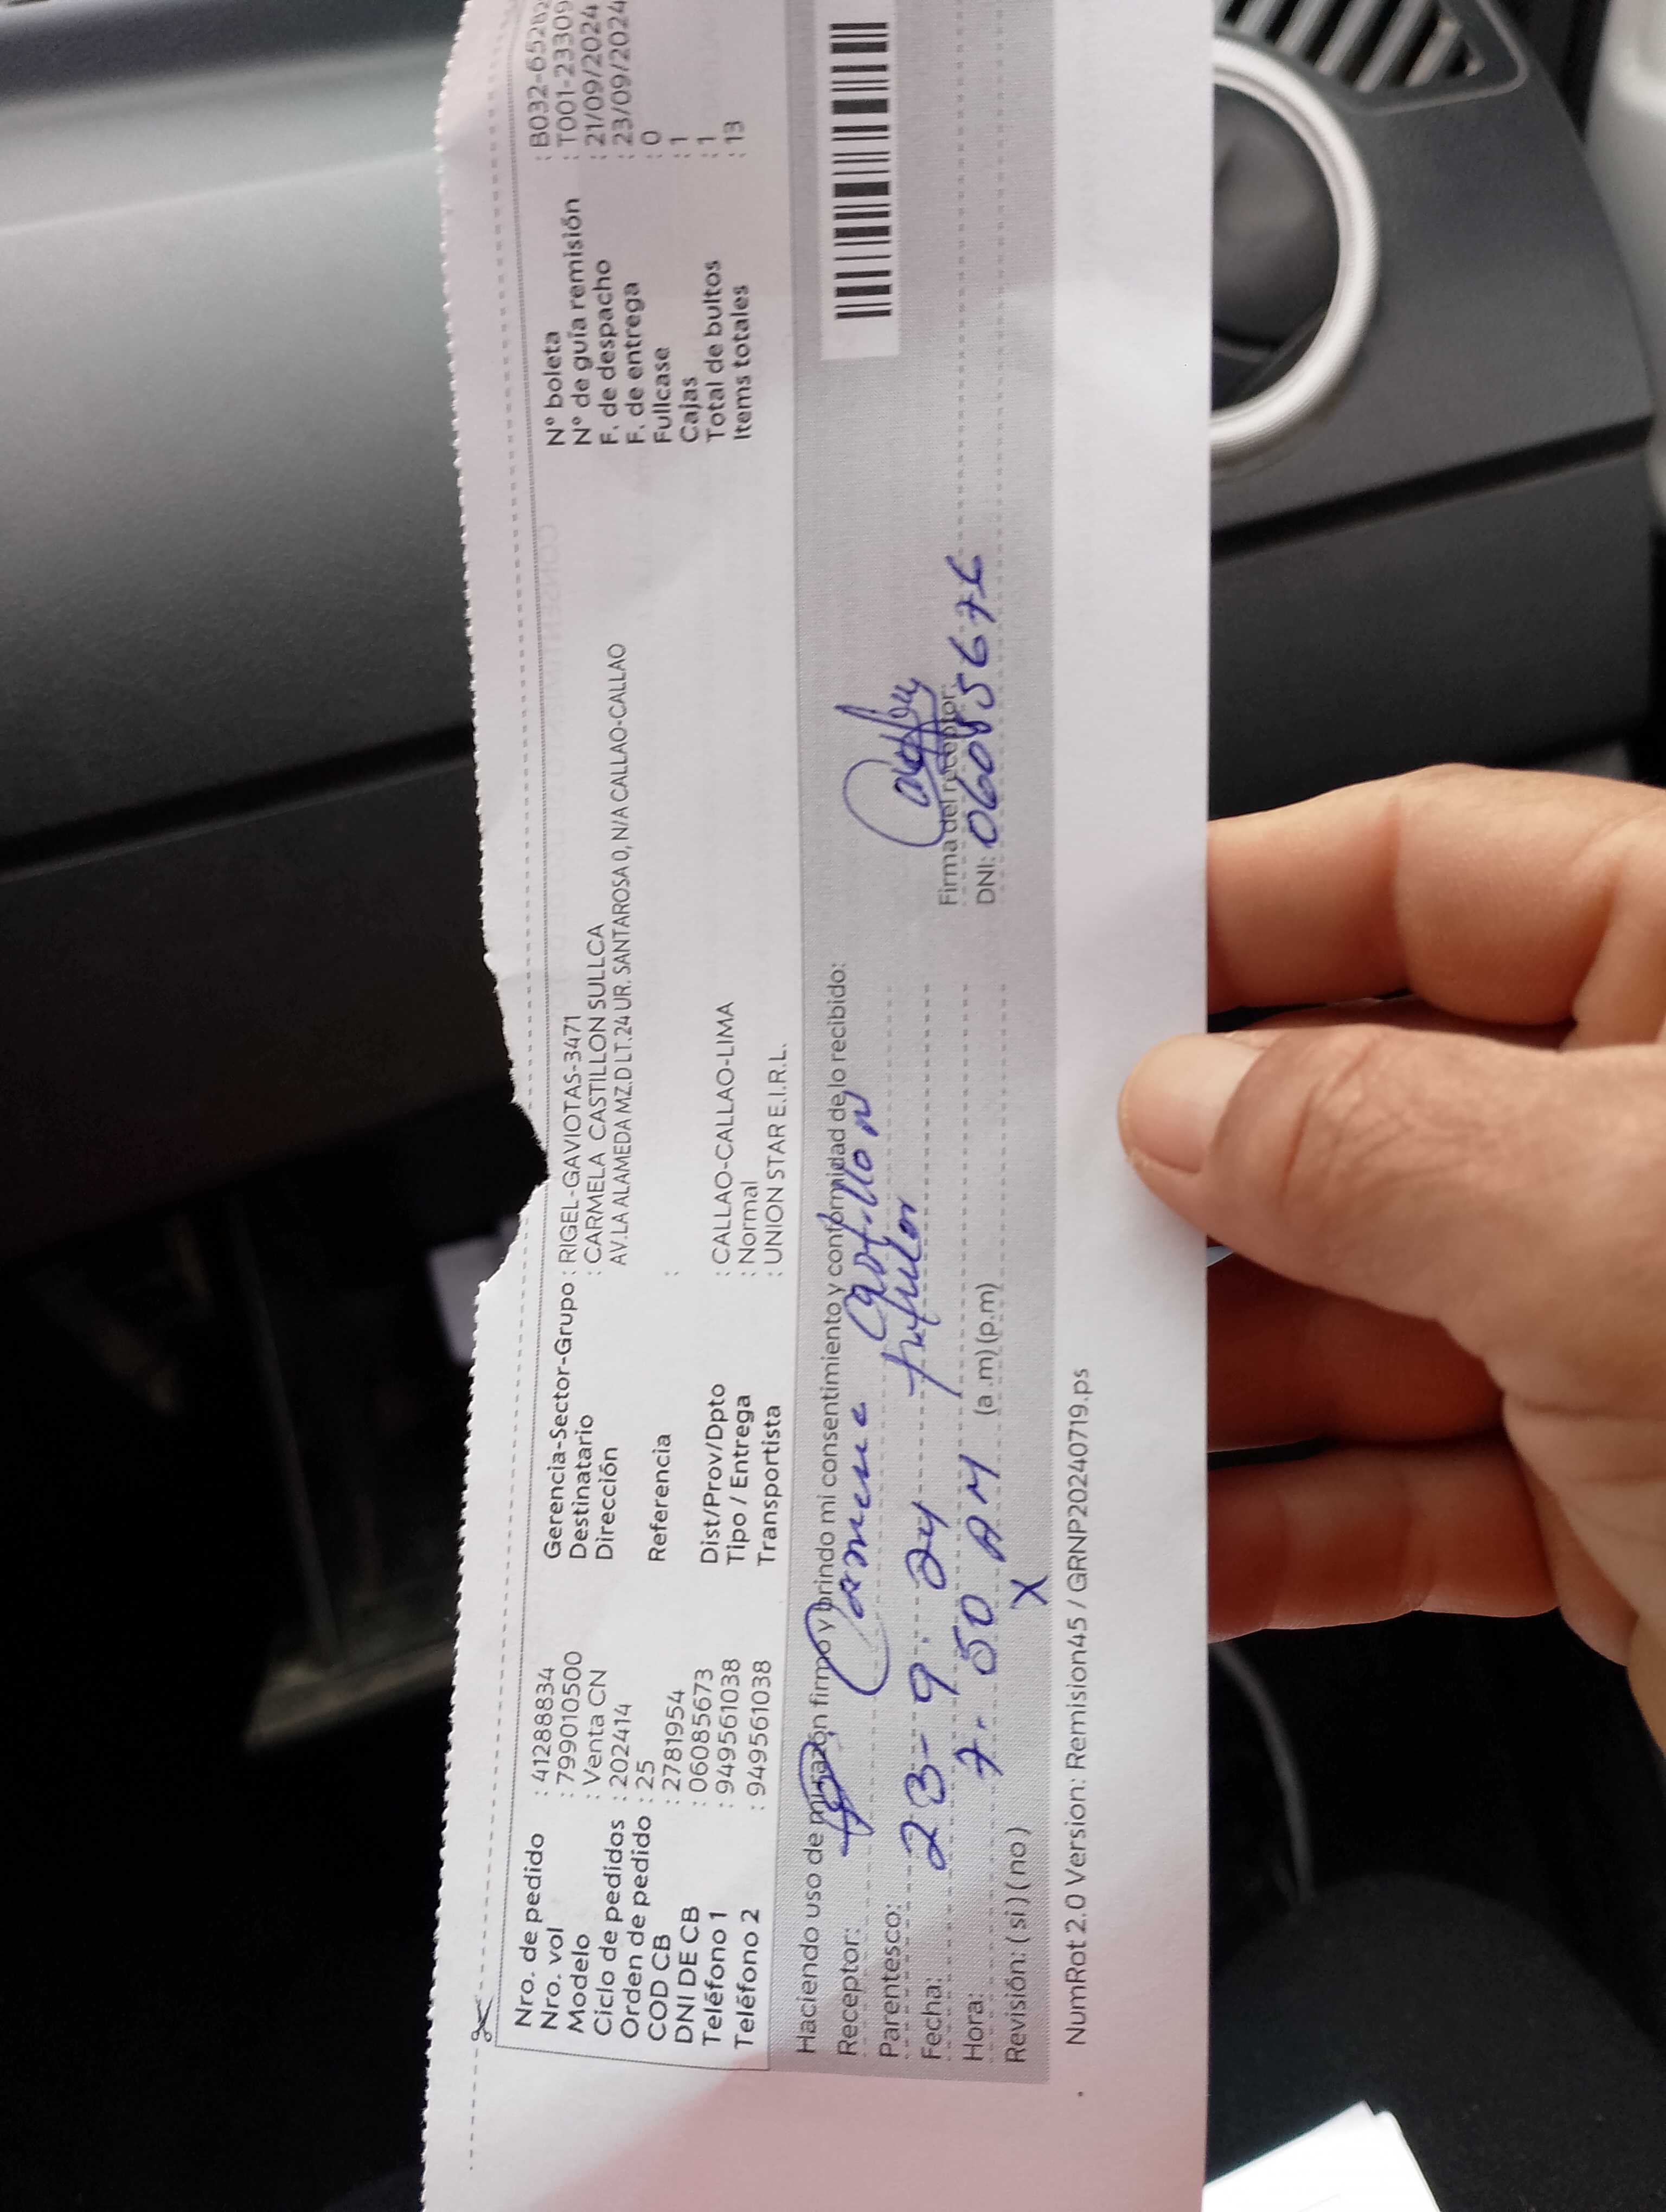 Nro. de pedido : 41288834
Nro. vol : 799010500
Modelo : Venta CN
Ciclo de pedidos : 202414
Orden de pedido : 25
COD CB : 2781954
DNI DE CB : 06085673
Teléfono 1 : 949561038
Teléfono 2 : 949561038
Gerencia-Sector-Grupo : RIGEL-GAVIOTAS-3471
Destinatario : CARMELA CASTILLON SULLCA
Dirección AV.LA ALAMEDA MZ.D LT.24 UR. SANTAROSA 0, N/A CALLAO-CALLAO
Referencia :
Dist/Prov/Dpto : CALLAO-CALLAO-LIMA
Tipo / Entrega : Normal
Transportista : UNION STAR E.I.R.L.
N° boleta : B032-65282
N° de guía remisión : T001-23309
F. de despacho : 21/09/2024
F. de entrega : 23/09/2024
Fullcase : 0
Cajas : 1
Total de bultos : 1
Items totales : 13
Haciendo uso de mi razón firmo y brindo mi consentimiento y conformidad de lo recibido:
Receptor: Carmene Castillon
Parentesco: titular
Fecha: 23-9-24
Hora: 7.50 AM (a .m) (p.m)
Revisión: ( si ) ( no ) X
Firma del receptor:
DNI: 06085676
NumRot 2.0 Version: Remision45 / GRNP20240719.ps